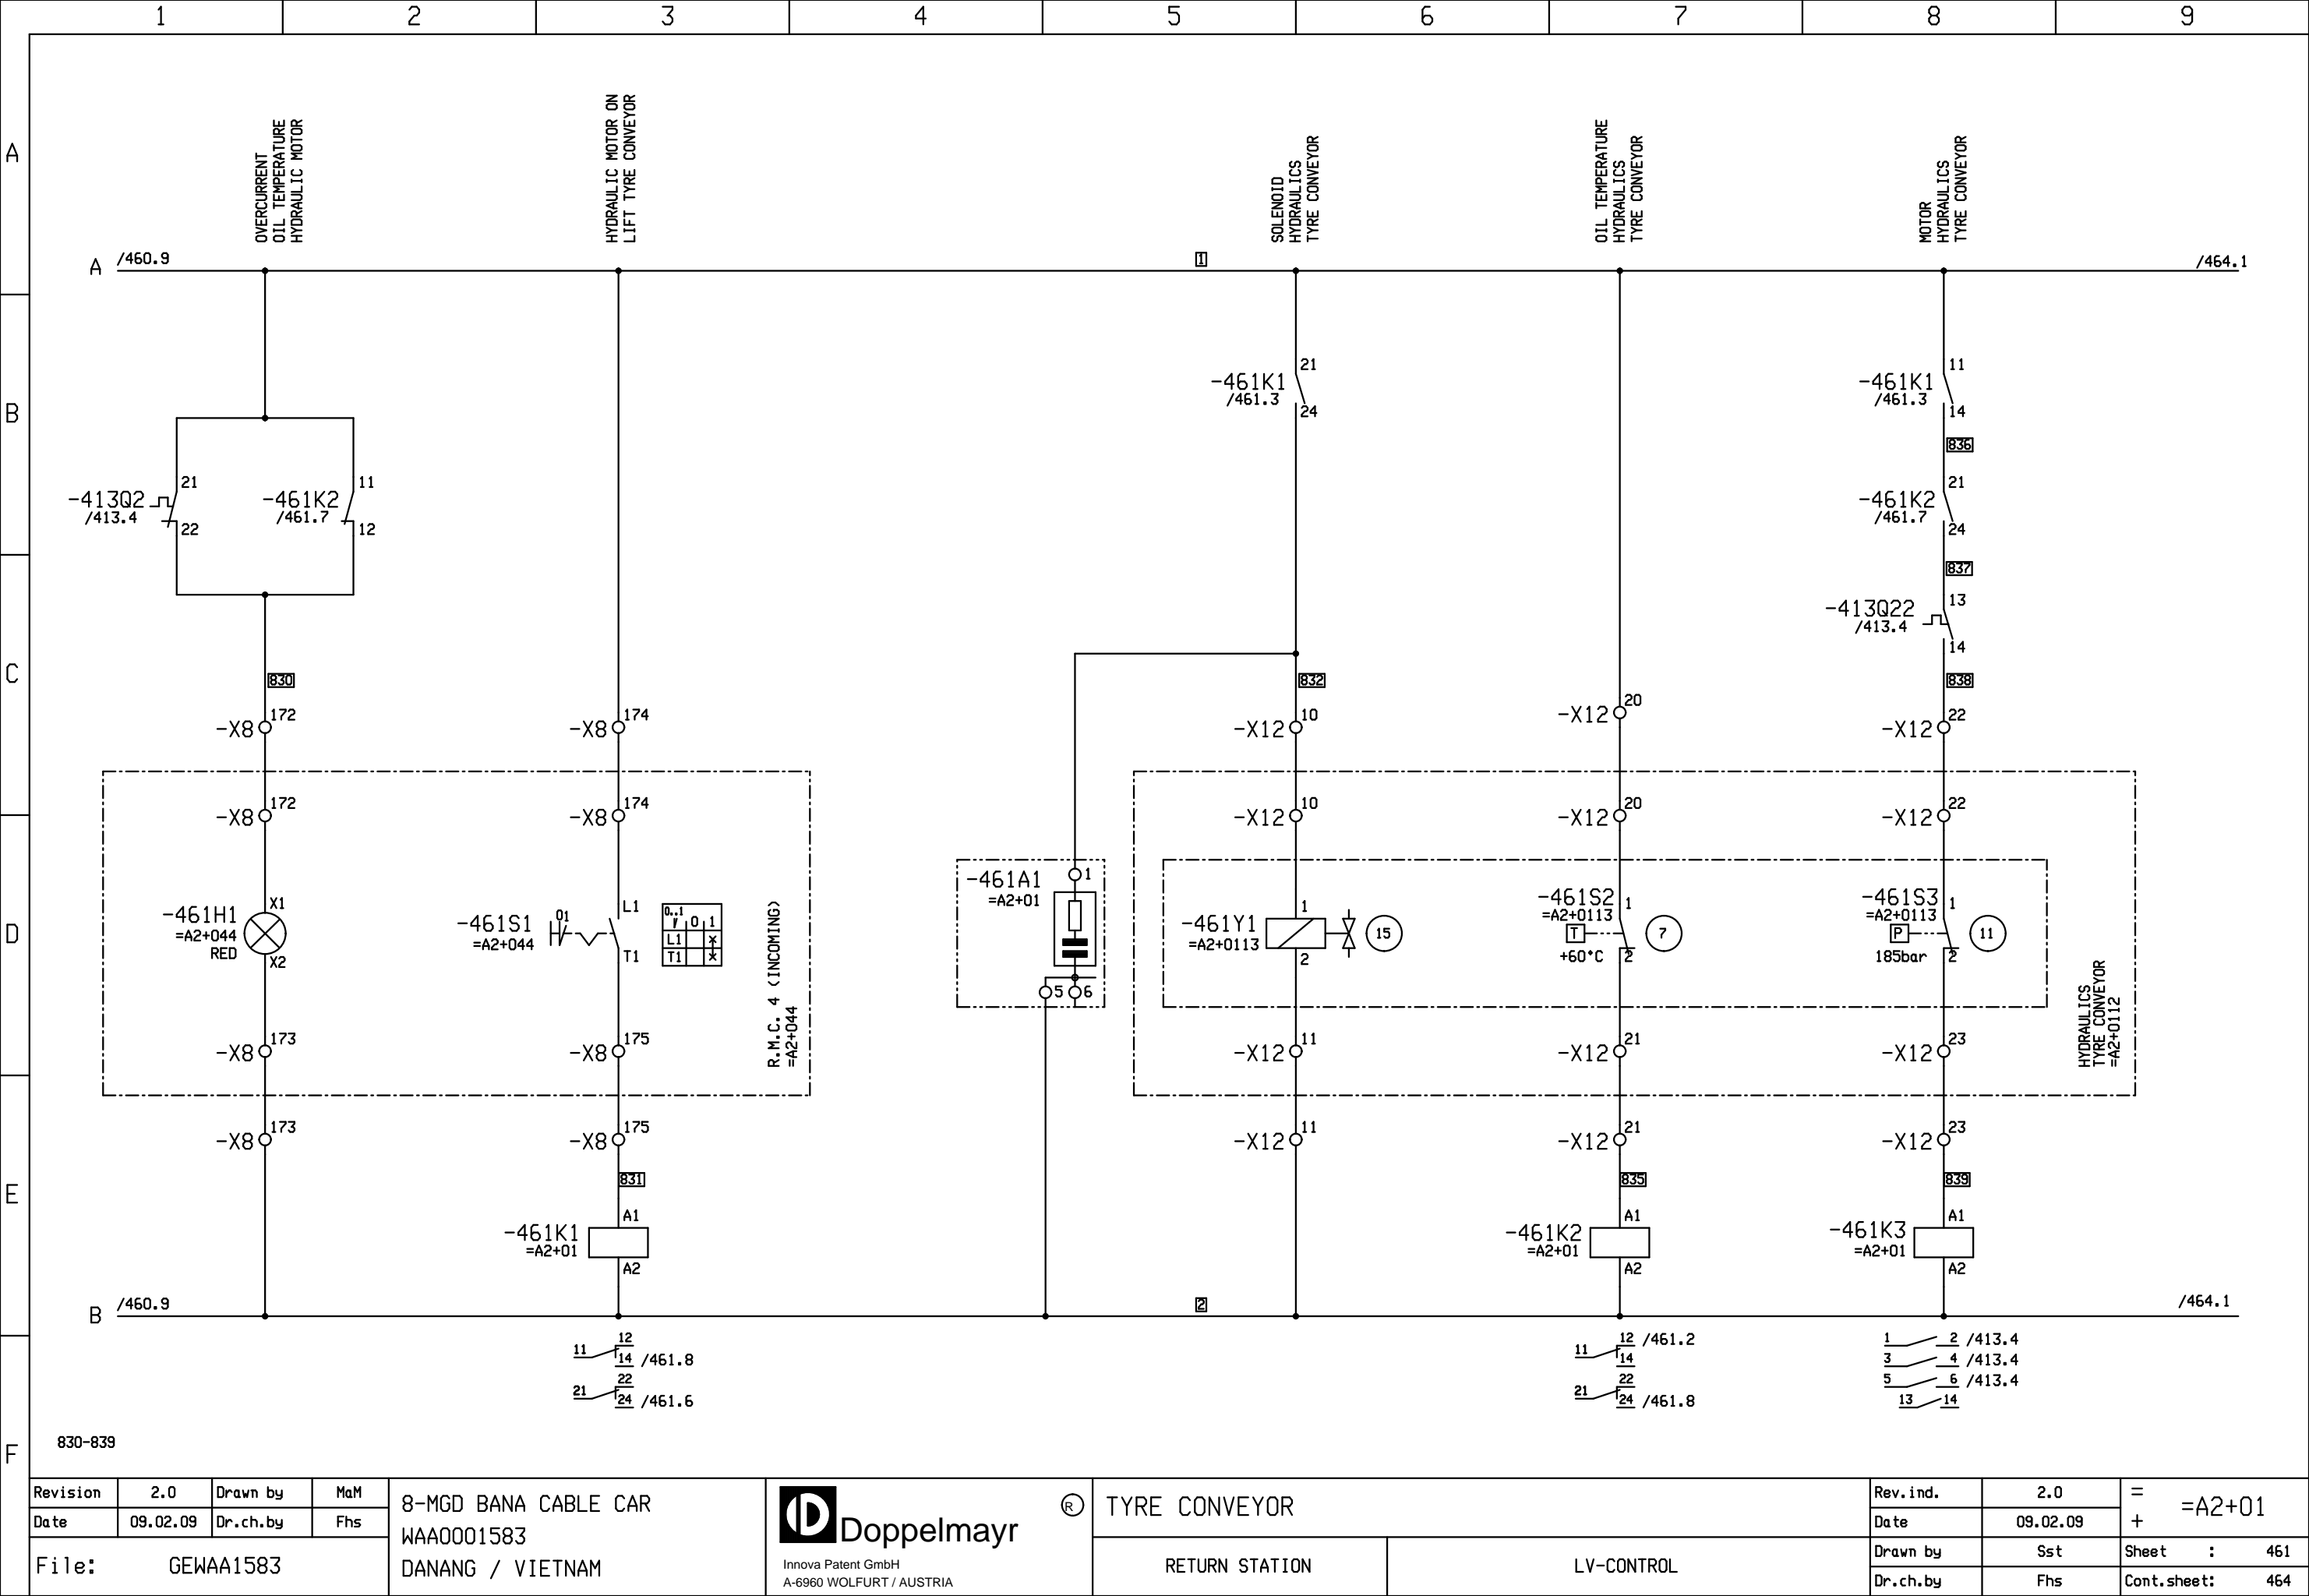 1 2 3 4 5 6 7 8 9
A
B
C
D
E
F
OVERCURRENT
OIL TEMPERATURE
HYDRAULIC MOTOR
HYDRAULIC MOTOR ON
LIFT TYRE CONVEYOR
SOLENOID
HYDRAULICS
TYRE CONVEYOR
OIL TEMPERATURE
HYDRAULICS
TYRE CONVEYOR
MOTOR
HYDRAULICS
TYRE CONVEYOR
A /460.9
1
/464.1
-413Q2
/413.4
21
22
-461K2
/461.7
11
12
830
-X8 172
-X8 172
-461H1
=A2+044
RED
X1
X2
-X8 173
-X8 173
-X8 174
-X8 174
-461S1
=A2+044
01
L1
T1
0..1
0 1
L1 x
T1 x
R.M.C. 4 (INCOMING)
=A2+044
-X8 175
-X8 175
831
-461K1
=A2+01
A1
A2
-461A1
=A2+01
1
5 6
-461K1
/461.3
21
24
832
-X12 10
-X12 10
-461Y1
=A2+0113
1
2
15
-X12 11
-X12 11
-X12 20
-X12 20
-461S2
=A2+0113
T
+60°C
1
2
7
-X12 21
-X12 21
835
-461K2
=A2+01
A1
A2
-461K1
/461.3
11
14
836
-461K2
/461.7
21
24
837
-413Q22
/413.4
13
14
838
-X12 22
-X12 22
-461S3
=A2+0113
P
185bar
1
2
11
HYDRAULICS
TYRE CONVEYOR
=A2+0112
-X12 23
-X12 23
839
-461K3
=A2+01
A1
A2
B /460.9
2
/464.1
12
11 14 /461.8
22
21 24 /461.6
12 /461.2
11 14
22
21 24 /461.8
1 2 /413.4
3 4 /413.4
5 6 /413.4
13 14
830-839
Revision 2.0 Drawn by MaM
Date 09.02.09 Dr.ch.by Fhs
File: GEWAA1583
8-MGD BANA CABLE CAR
WAA0001583
DANANG / VIETNAM
Doppelmayr
R
Innova Patent GmbH
A-6960 WOLFURT / AUSTRIA
TYRE CONVEYOR
RETURN STATION
LV-CONTROL
Rev.ind. 2.0
Date 09.02.09
Drawn by Sst
Dr.ch.by Fhs
=
+
=A2+01
Sheet : 461
Cont.sheet: 464